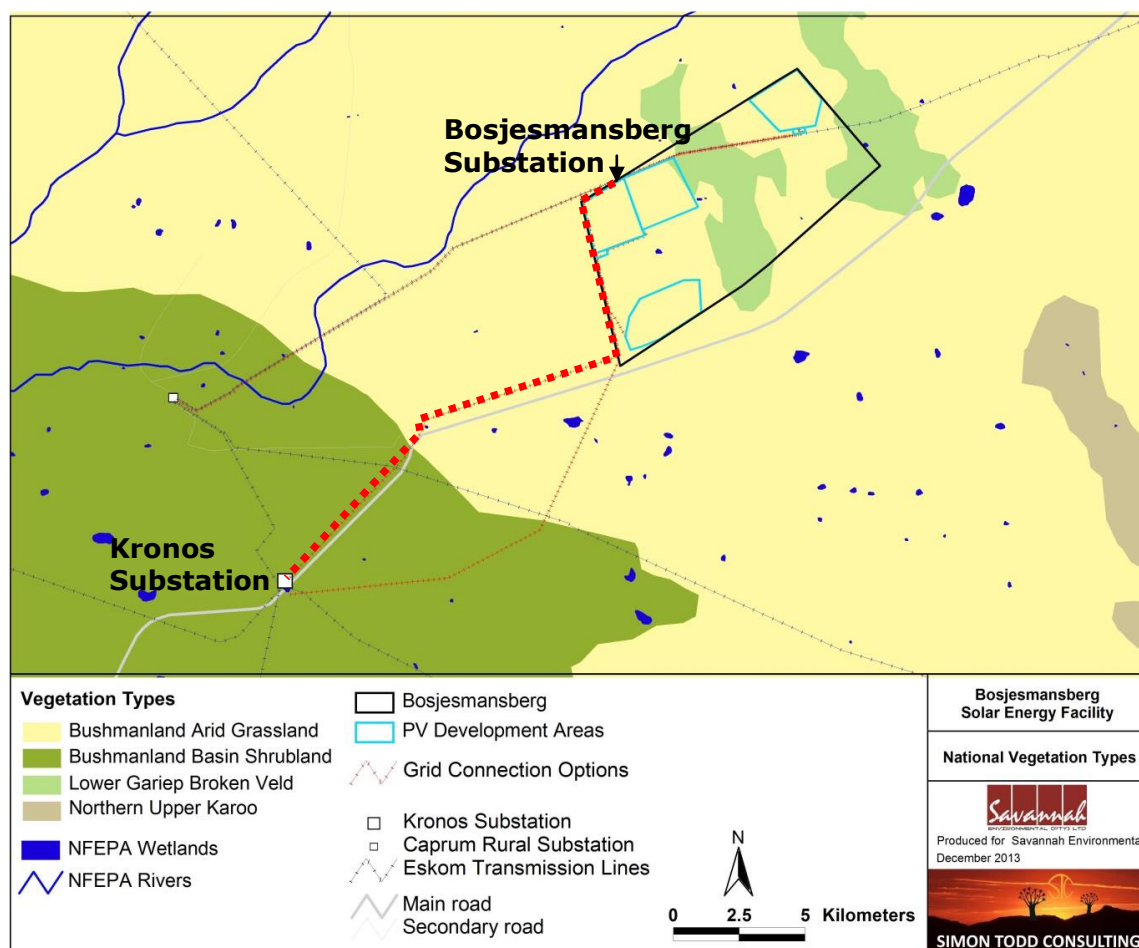 Bosjesmansberg
Substation
Kronos
Substation
Vegetation Types
Bushmanland Arid Grassland
Bushmanland Basin Shrubland
Lower Gariep Broken Veld
Northern Upper Karoo
NFEPA Wetlands
NFEPA Rivers
Bosjesmansberg
PV Development Areas
Grid Connection Options
Kronos Substation
Caprum Rural Substation
Eskom Transmission Lines
Main road
Secondary road
N
0 2.5 5 Kilometers
Bosjesmansberg
Solar Energy Facility
National Vegetation Types
Savannah
ENVIRONMENTAL (PTY) LTD
Produced for Savannah Environmenta
December 2013
SIMON TODD CONSULTING